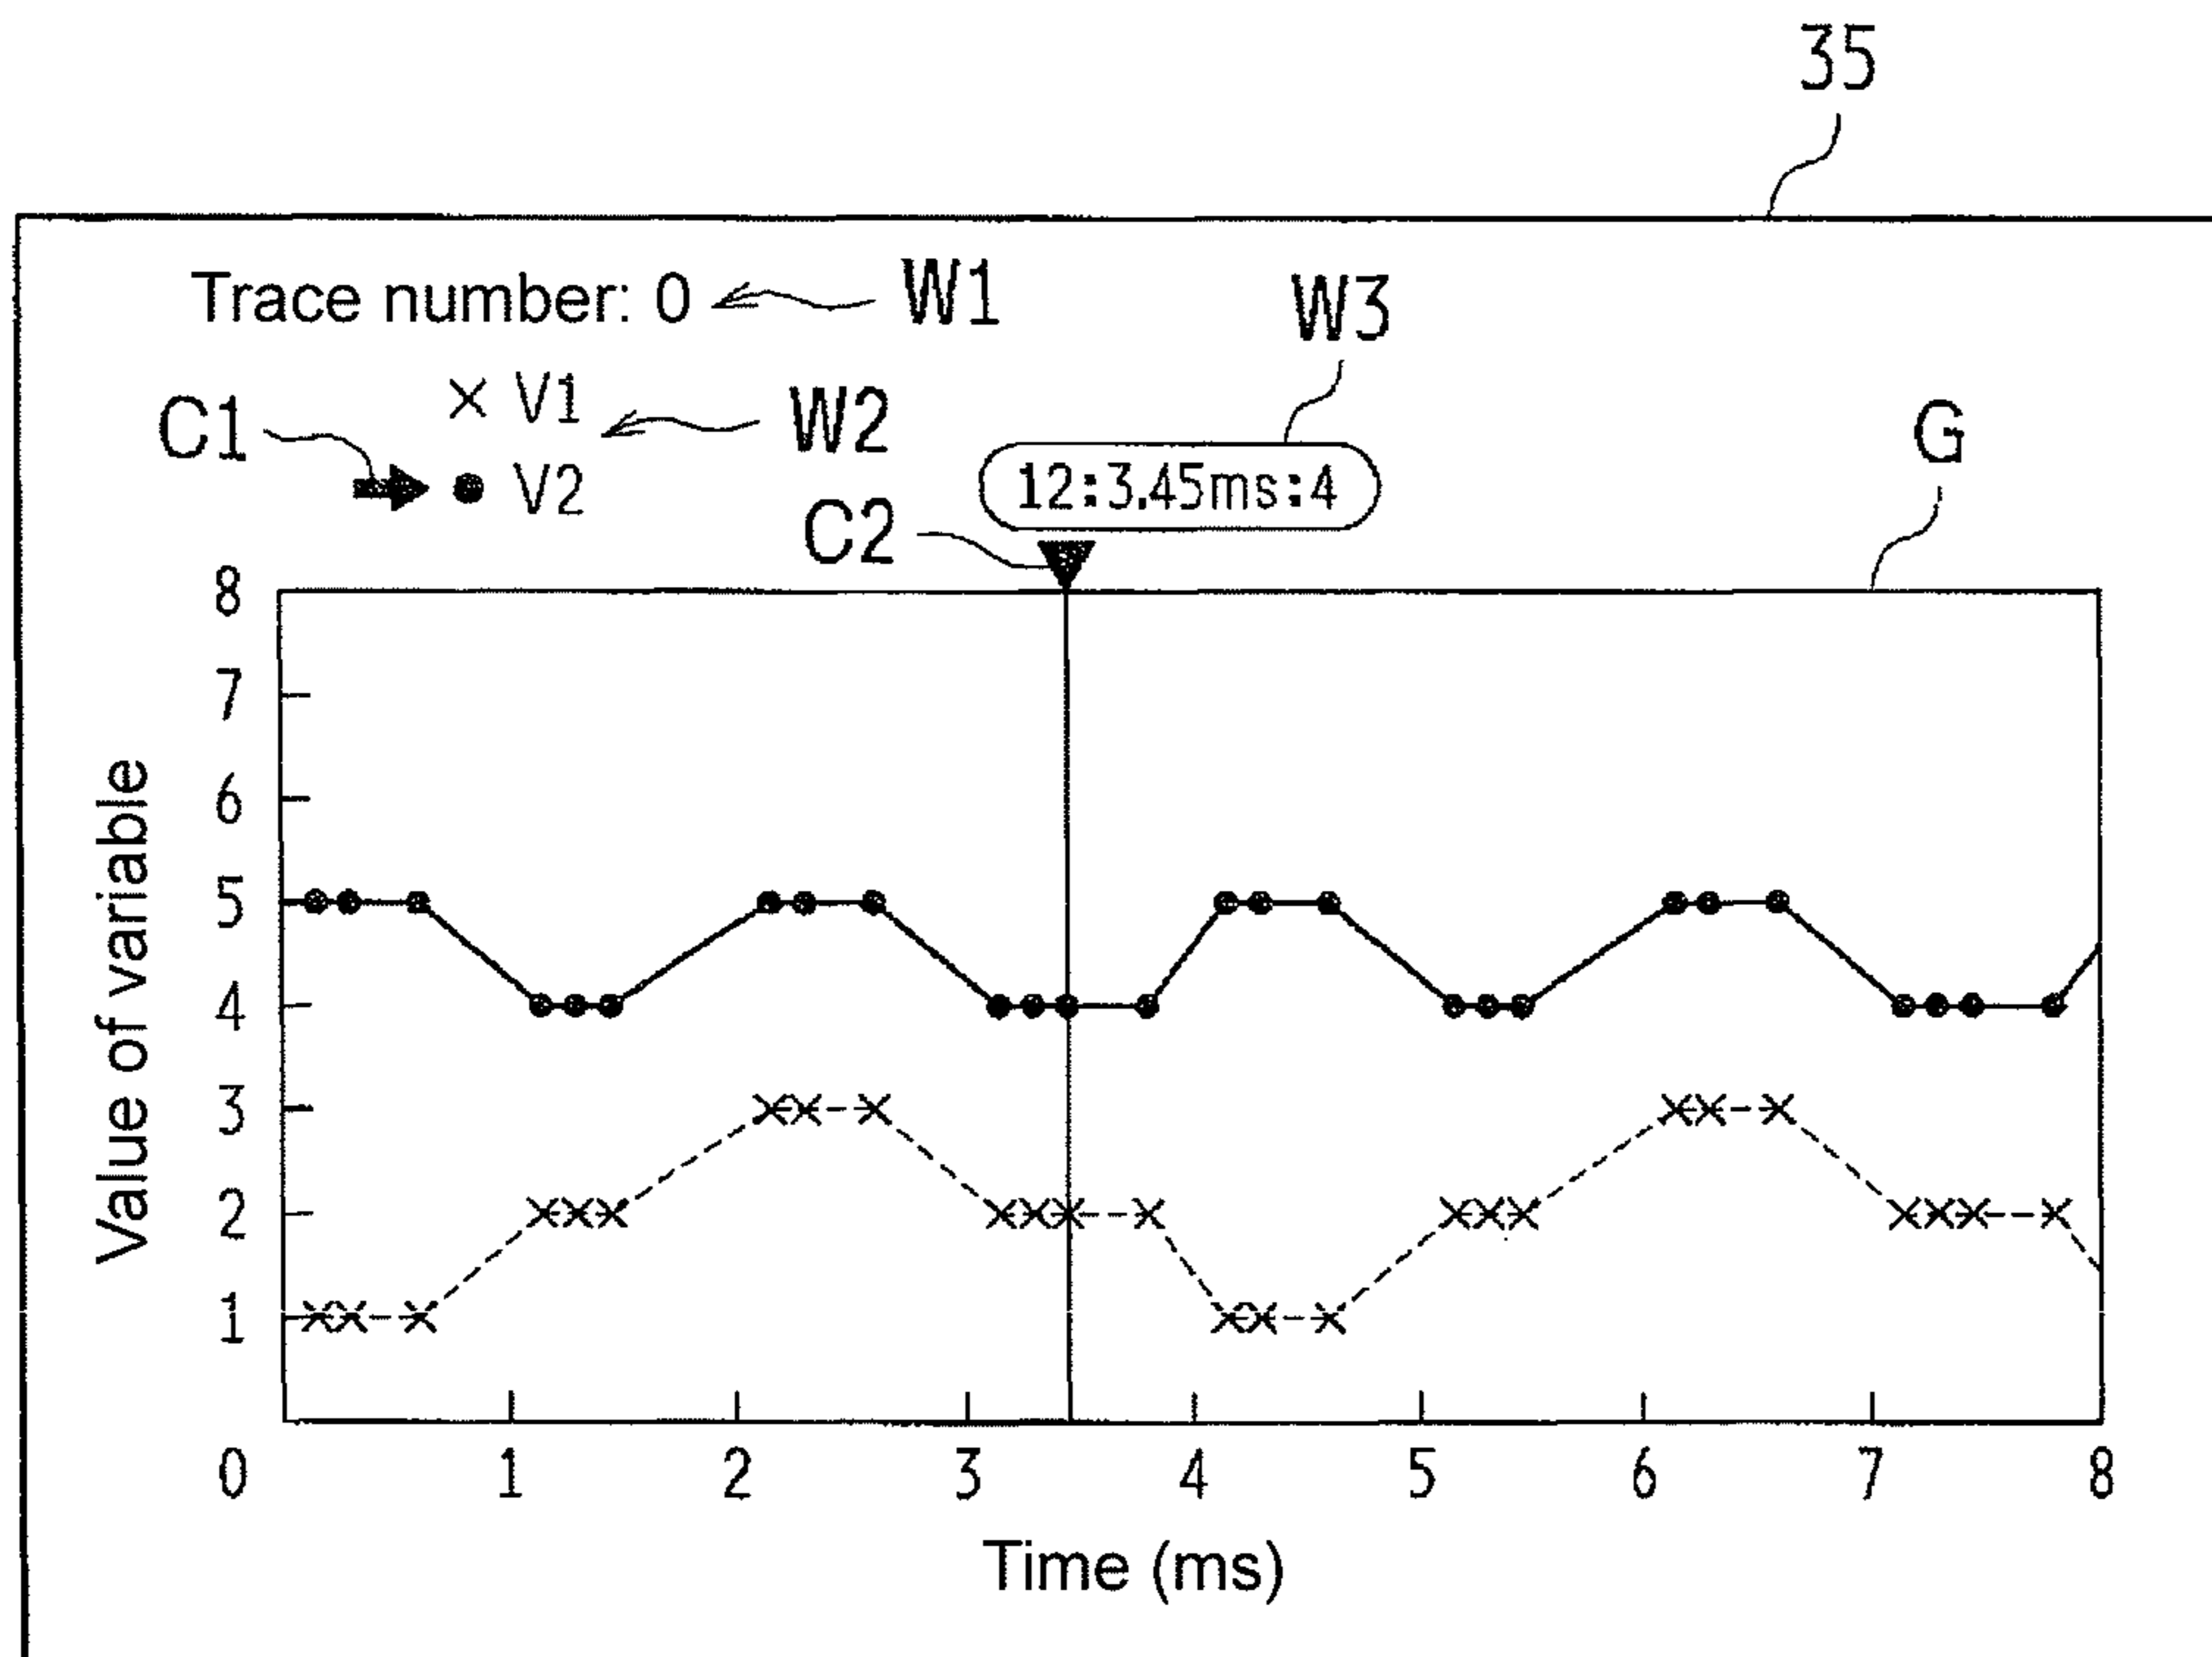 35
Trace number: 0 W1
W3
× V1
C1 W2 G
● V2 12:3.45ms:4
C2
8
7
6
5
4
3
2
1
Value of variable
0 1 2 3 4 5 6 7 8
Time (ms)